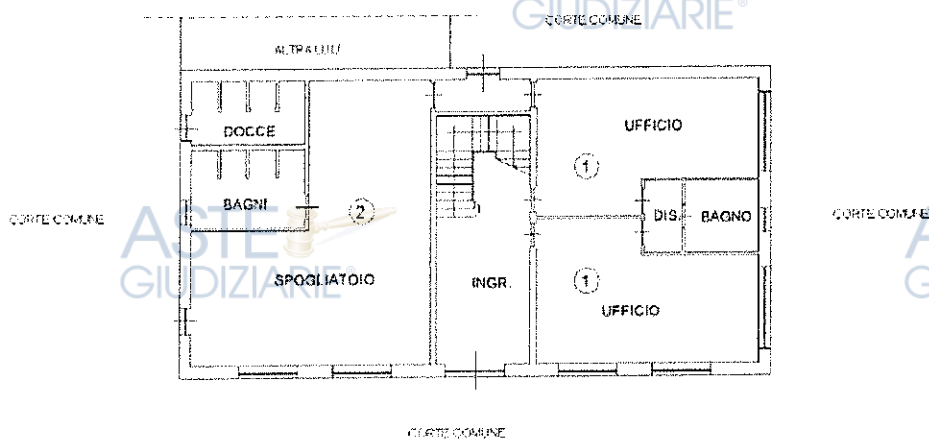 GIUDIZIARIE®
CORTE COMUNE
ALTRA U.I.U
DOCCE
UFFICIO
1
BAGNI
2
DIS.
BAGNO
CORTE COMUNE
CORTE COMUNE
ASTE
GIUDIZIARIE®
SPOGLIATOIO
INGR.
1
UFFICIO
CORTE COMUNE